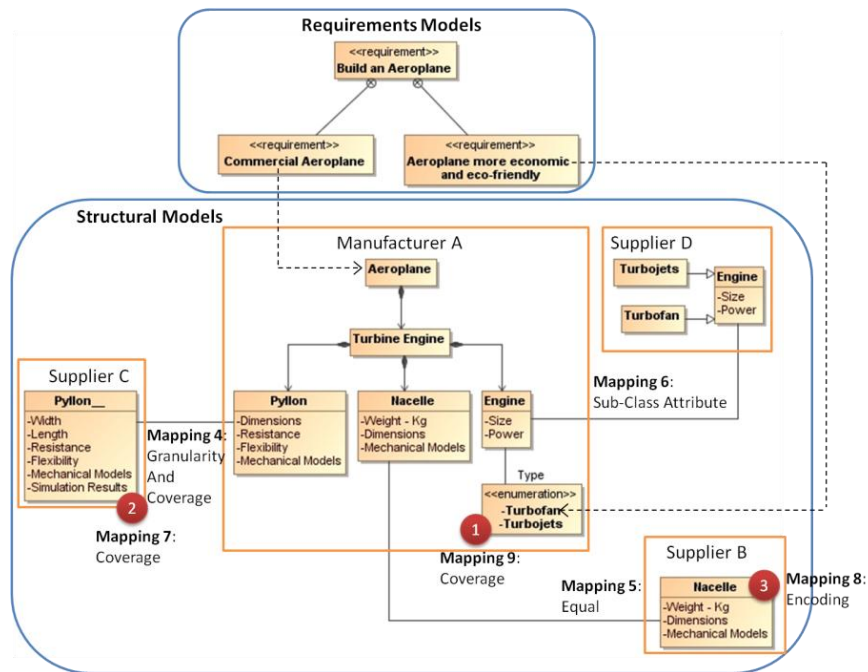 Requirements Models
<<requirement>>
Build an Aeroplane
<<requirement>>
Commercial Aeroplane
<<requirement>>
Aeroplane more economic
and eco-friendly
Structural Models
Manufacturer A
Aeroplane
Turbine Engine
Supplier D
Turbojets
Turbofan
Engine
-Size
-Power
Supplier C
Pyllon__
-Width
-Length
-Resistance
-Flexibility
-Mechanical Models
-Simulation Results
2
Mapping 7:
Coverage
Mapping 4:
Granularity
And
Coverage
Pyllon
-Dimensions
-Resistance
-Flexibility
-Mechanical Models
Nacelle
-Weight - Kg
-Dimensions
-Mechanical Models
Engine
-Size
-Power
Mapping 6:
Sub-Class Attribute
Type
<<enumeration>>
-Turbofan
-Turbojets
1
Mapping 9:
Coverage
Supplier B
Mapping 5:
Equal
Nacelle
-Weight - Kg
-Dimensions
-Mechanical Models
3
Mapping 8:
Encoding